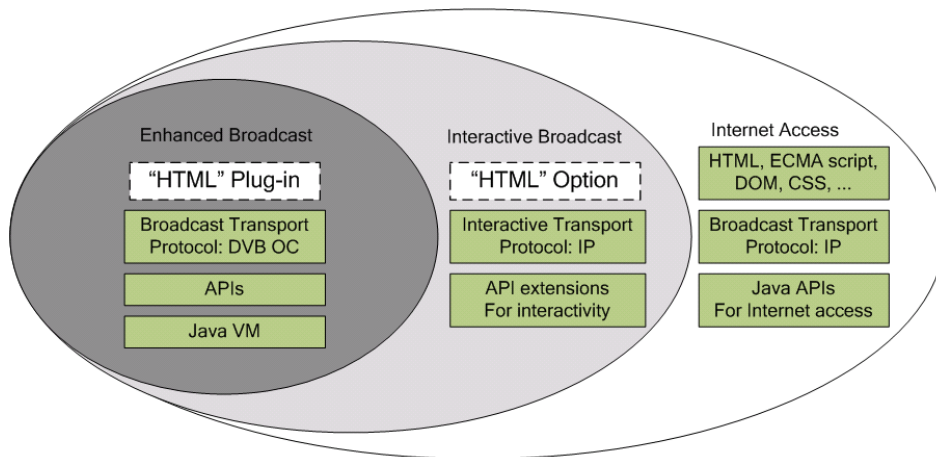 Enhanced Broadcast
“HTML” Plug-in
Broadcast Transport
Protocol: DVB OC
APIs
Java VM
Interactive Broadcast
“HTML” Option
Interactive Transport
Protocol: IP
API extensions
For interactivity
Internet Access
HTML, ECMA script,
DOM, CSS, ...
Broadcast Transport
Protocol: IP
Java APIs
For Internet access